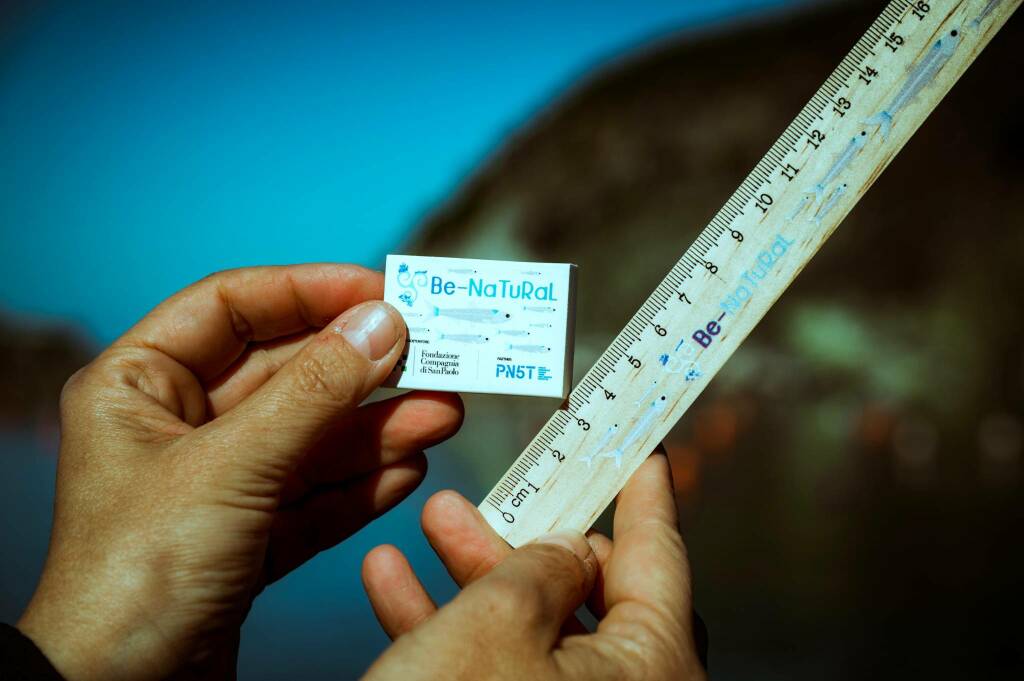 Be-NaTuRaL
Fondazione
Compagnia
di San Paolo
PARTNER:
PN5T
0 cm 1 2 3 4 5 6 7 8 9 10 11 12 13 14 15 16
Be-NaTuRaL